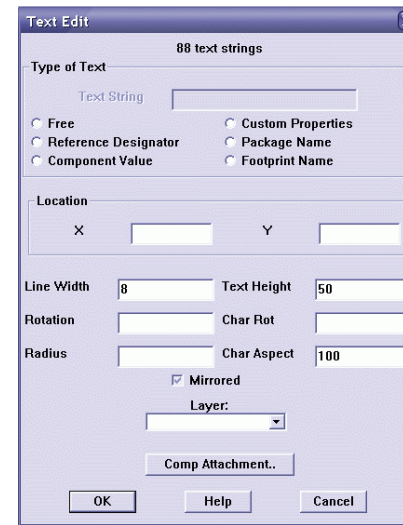 Text Edit
88 text strings
Type of Text
Text String
Free Custom Properties
Reference Designator Package Name
Component Value Footprint Name
Location
X Y
Line Width 8 Text Height 50
Rotation Char Rot
Radius Char Aspect 100
Mirrored
Layer:
Comp Attachment..
OK Help Cancel